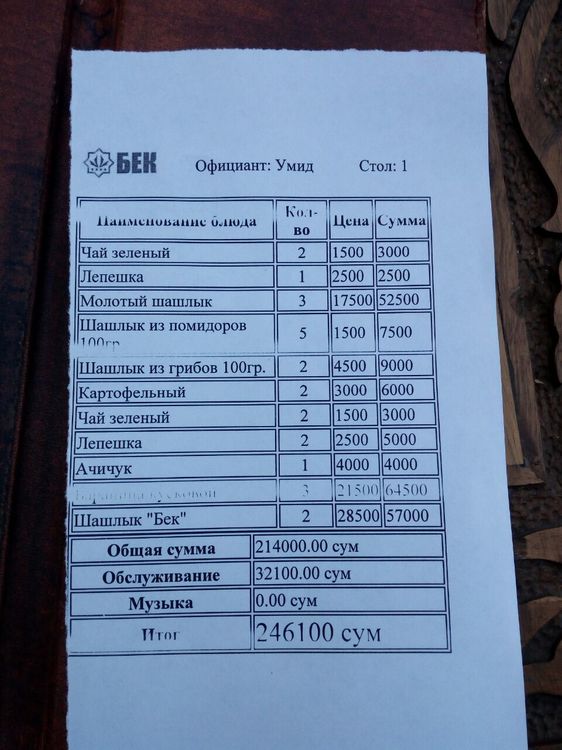 БЕК Официант: Умид Стол: 1
Наименование блюда Кол-во Цена Сумма
Чай зеленый 2 1500 3000
Лепешка 1 2500 2500
Молотый шашлык 3 17500 52500
Шашлык из помидоров 5 1500 7500
100гр.
Шашлык из грибов 100гр. 2 4500 9000
Картофельный 2 3000 6000
Чай зеленый 2 1500 3000
Лепешка 2 2500 5000
Ачичук 1 4000 4000
Баранина кусковой 3 21500 64500
Шашлык "Бек" 2 28500 57000
Общая сумма 214000.00 сум
Обслуживание 32100.00 сум
Музыка 0.00 сум
Итог 246100 сум